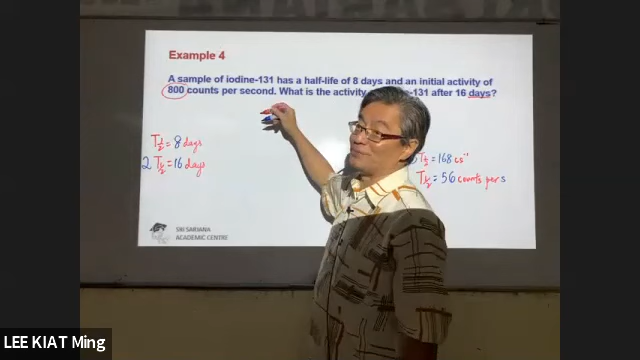 Example 4
A sample of iodine-131 has a half-life of 8 days and an initial activity of
800 counts per second. What is the activity -131 after 16 days?
T½ = 8 days
2 T½ = 16 days
T½ = 168 cs⁻¹
T½ = 56 counts per s
SRI SARJANA
ACADEMIC CENTRE
LEE KIAT Ming